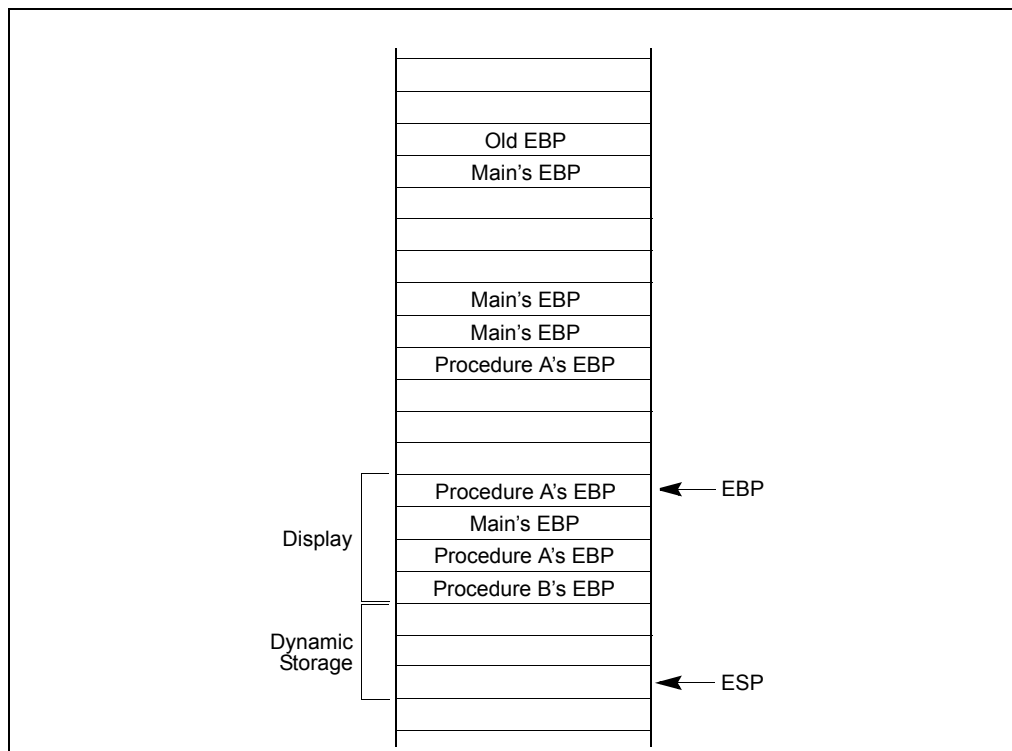 Old EBP
Main’s EBP
Main’s EBP
Main’s EBP
Procedure A’s EBP
Procedure A’s EBP
EBP
Main’s EBP
Display
Procedure A’s EBP
Procedure B’s EBP
Dynamic
Storage
ESP